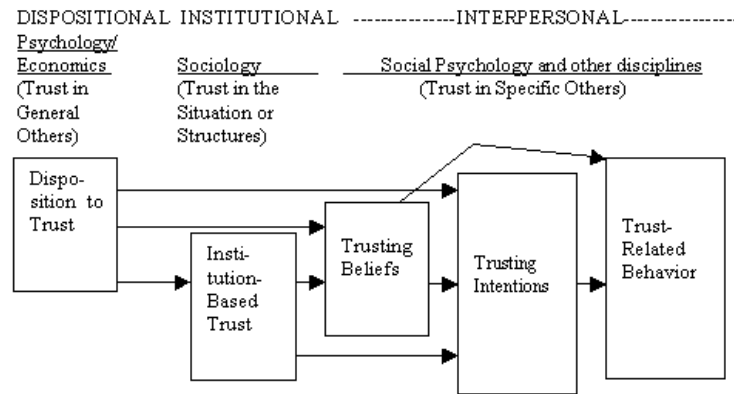 DISPOSITIONAL INSTITUTIONAL ------------INTERPERSONAL-------------
Psychology/
Economics Sociology Social Psychology and other disciplines
(Trust in (Trust in the (Trust in Specific Others)
General Situation or
Others) Structures)
Dispo-
sition to
Trust
Insti-
tution-
Based
Trust
Trusting
Beliefs
Trusting
Intentions
Trust-
Related
Behavior